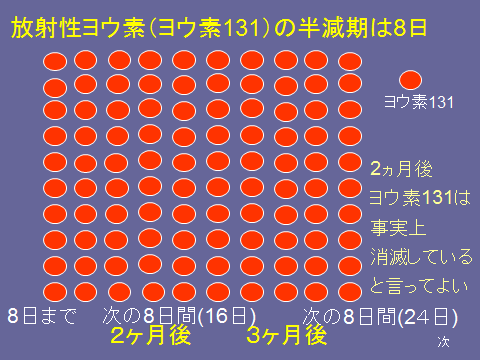 放射性ヨウ素（ヨウ素131）の半減期は8日
ヨウ素131
2ヵ月後
ヨウ素131は
事実上
消滅している
と言ってよい
8日まで 次の8日間(16日) 次の8日間(24日)
2ヶ月後 3ヶ月後
次